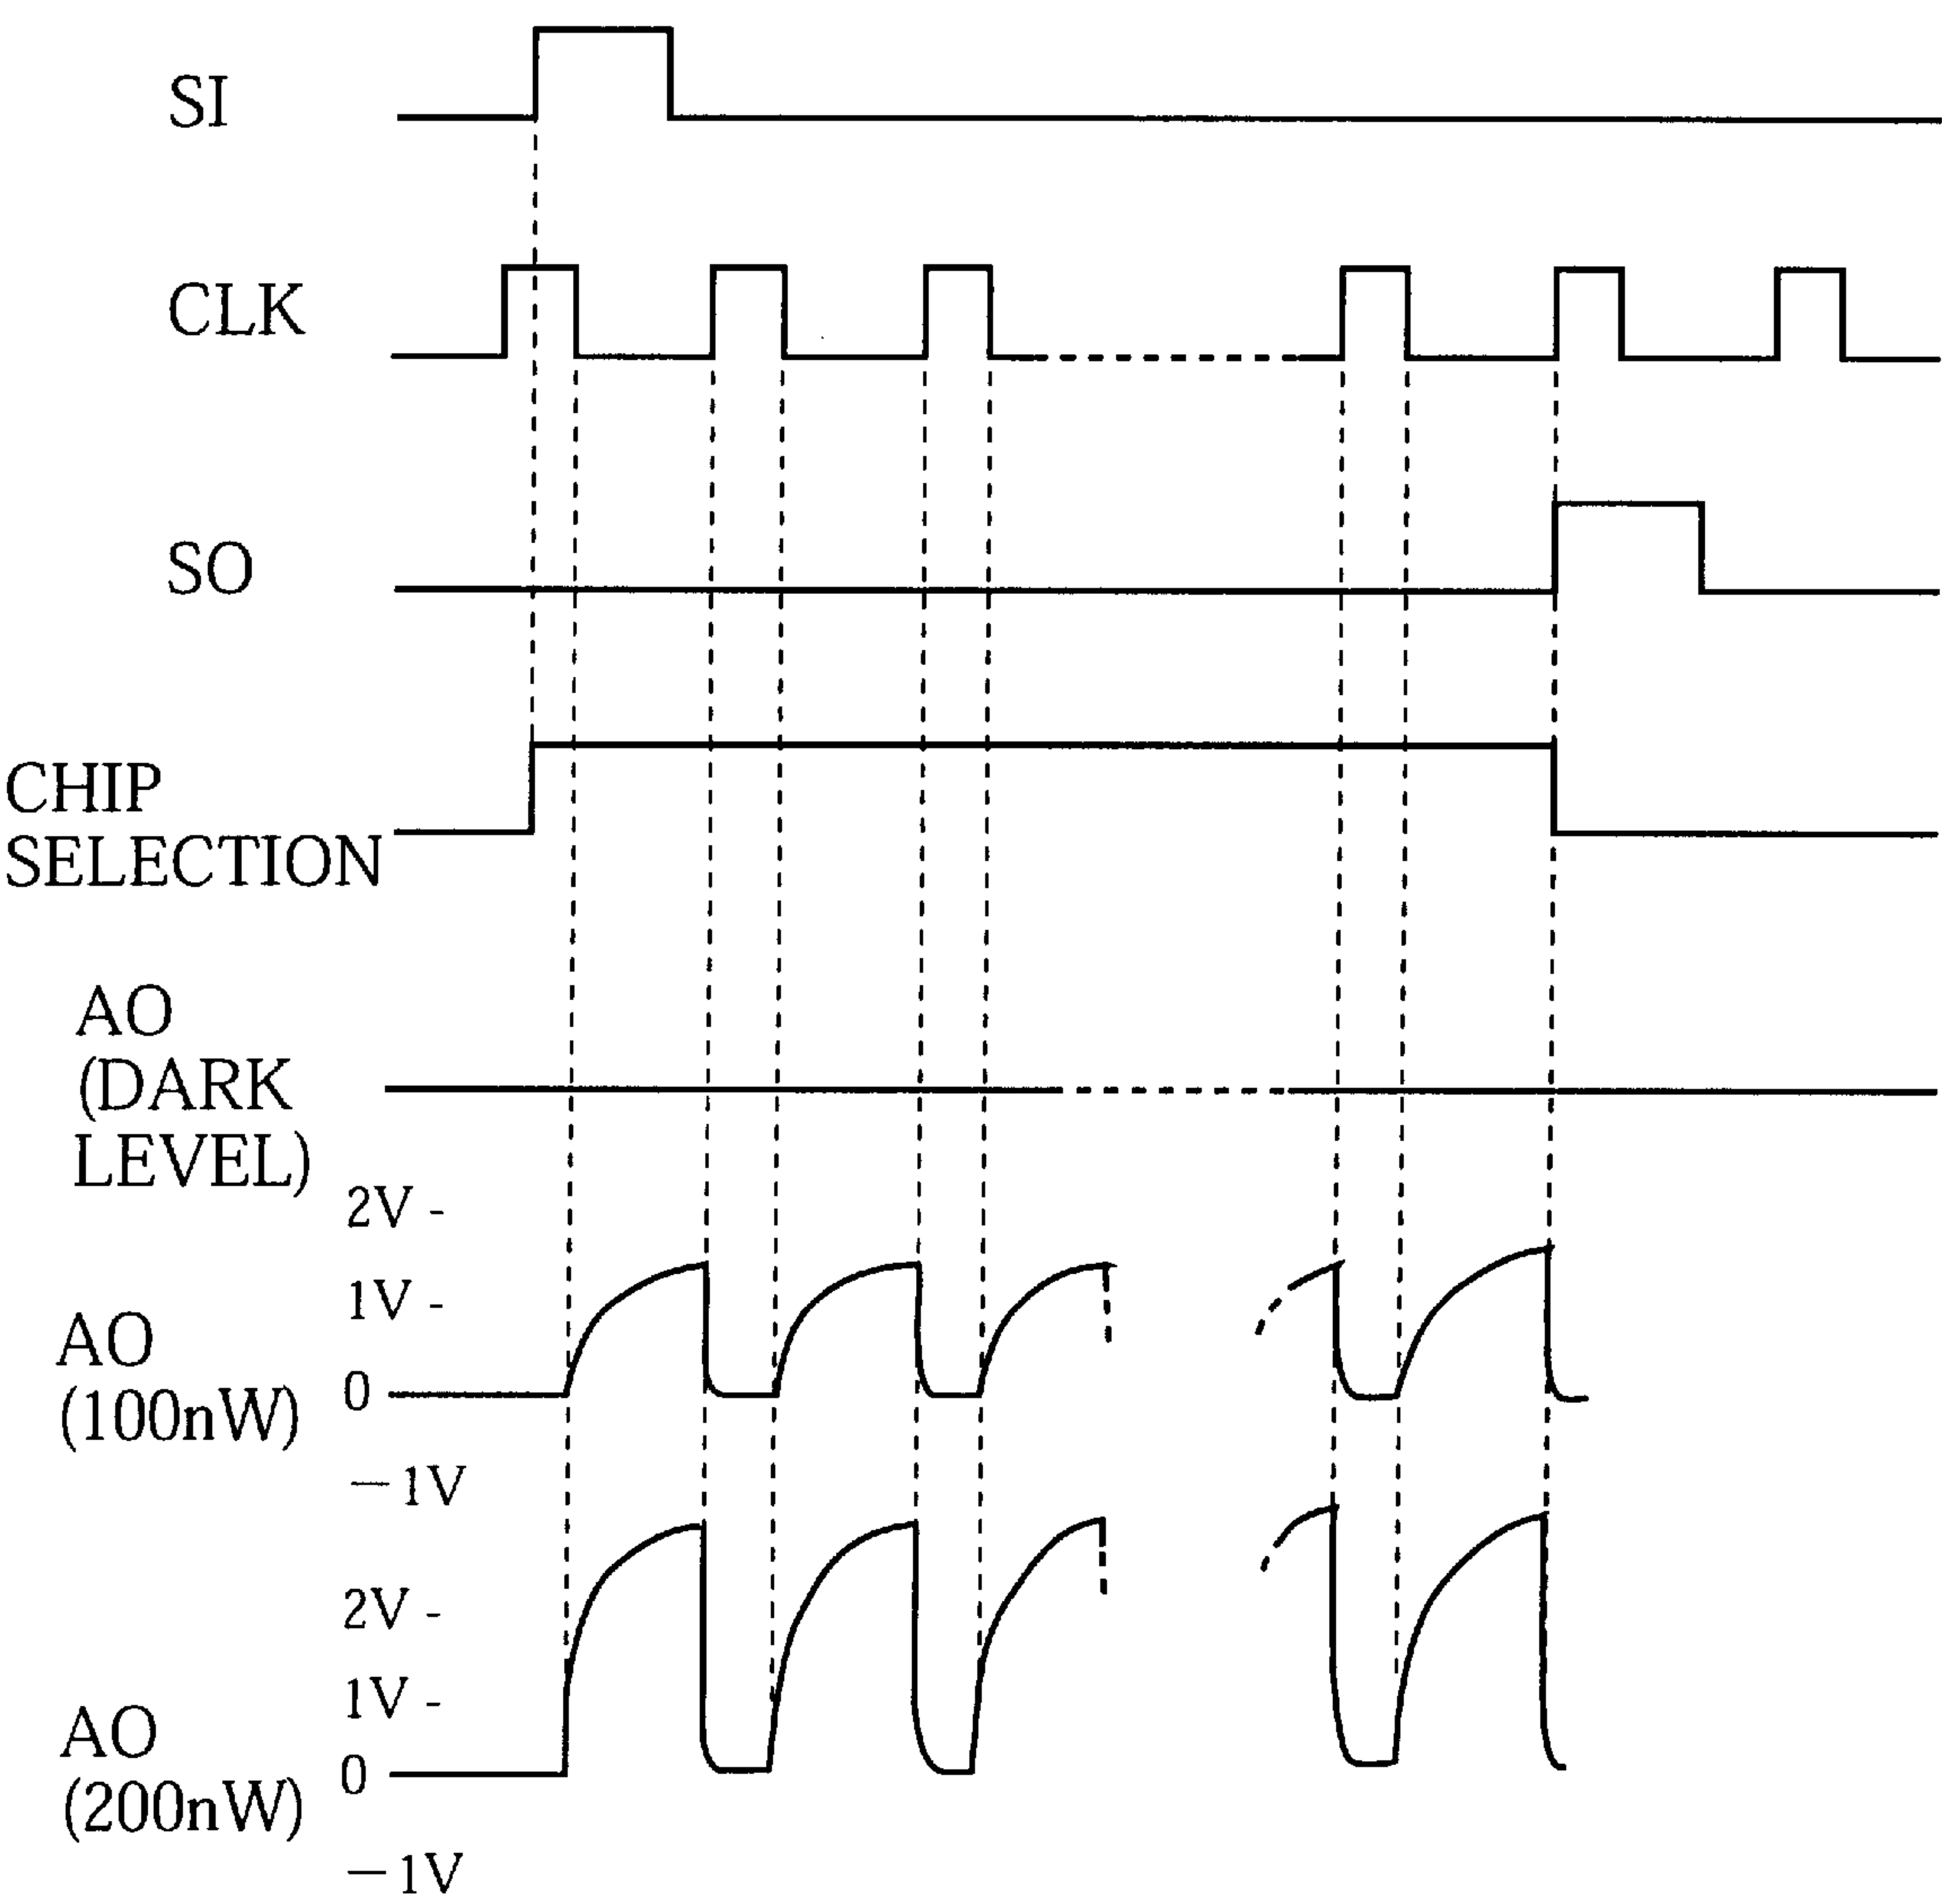 SI
CLK
SO
CHIP
SELECTION
AO
(DARK
LEVEL)
2V -
1V -
AO
(100nW)
0
−1V
2V -
1V -
AO
(200nW)
0
−1V